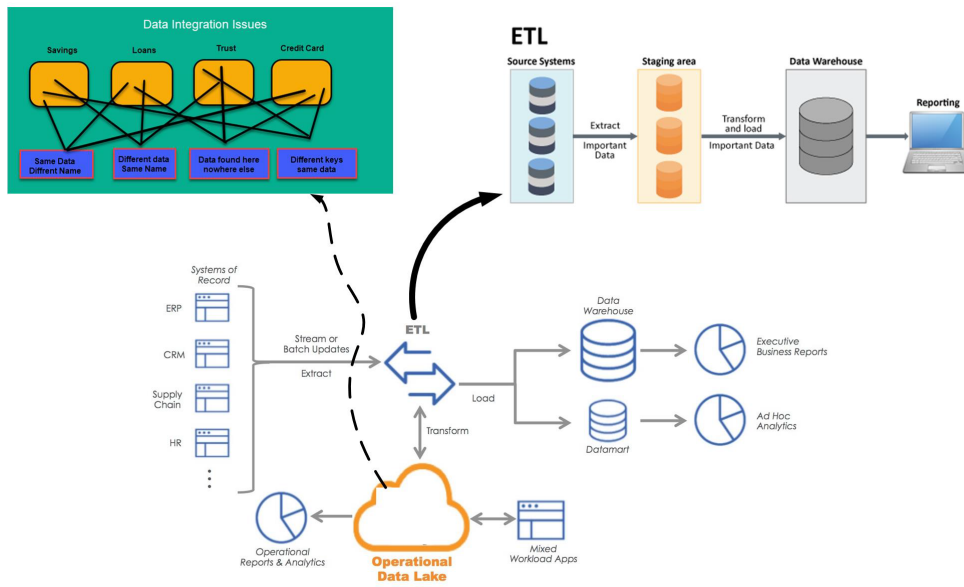 Data Integration Issues
Savings
Loans
Trust
Credit Card
Same Data
Diffrent Name
Different data
Same Name
Data found here
nowhere else
Different keys
same data
ETL
Source Systems
Staging area
Data Warehouse
Reporting
Extract
Important
Data
Transform
and load
Important Data
Systems of
Record
ERP
CRM
Supply
Chain
HR
Stream or
Batch Updates
Extract
ETL
Transform
Load
Data
Warehouse
Executive
Business Reports
Datamart
Ad Hoc
Analytics
Operational
Reports & Analytics
Operational
Data Lake
Mixed
Workload Apps